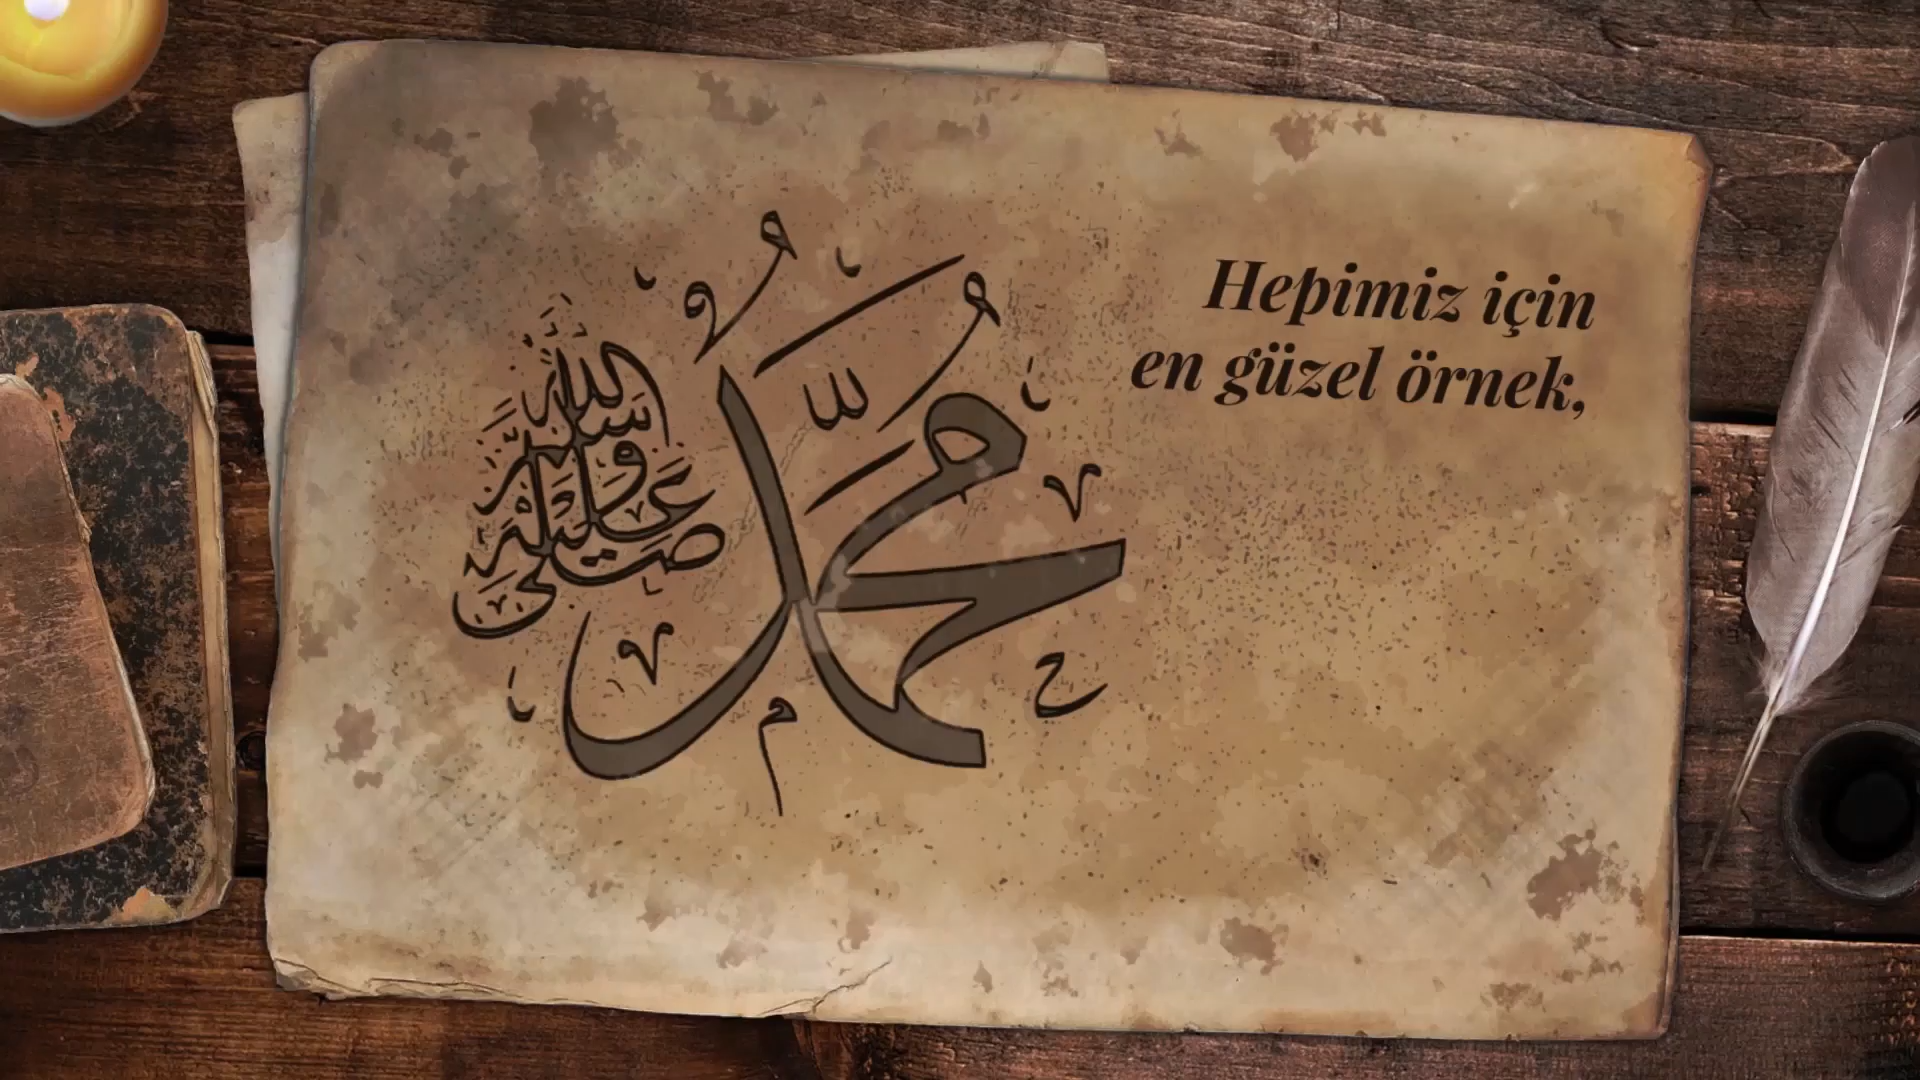 محمد
صلى الله عليه وسلم
Hepimiz için
en güzel örnek,